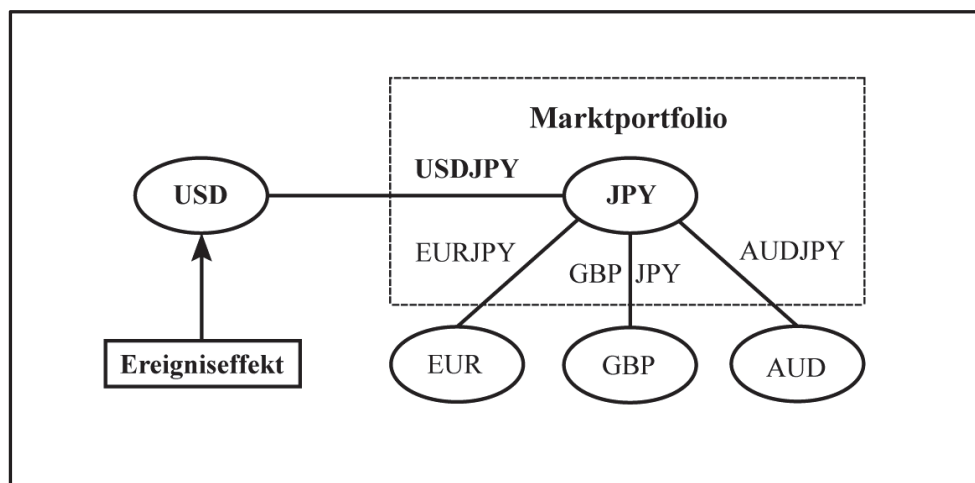 Marktportfolio
USDJPY
USD
JPY
EURJPY
GBP JPY
AUDJPY
Ereigniseffekt
EUR
GBP
AUD